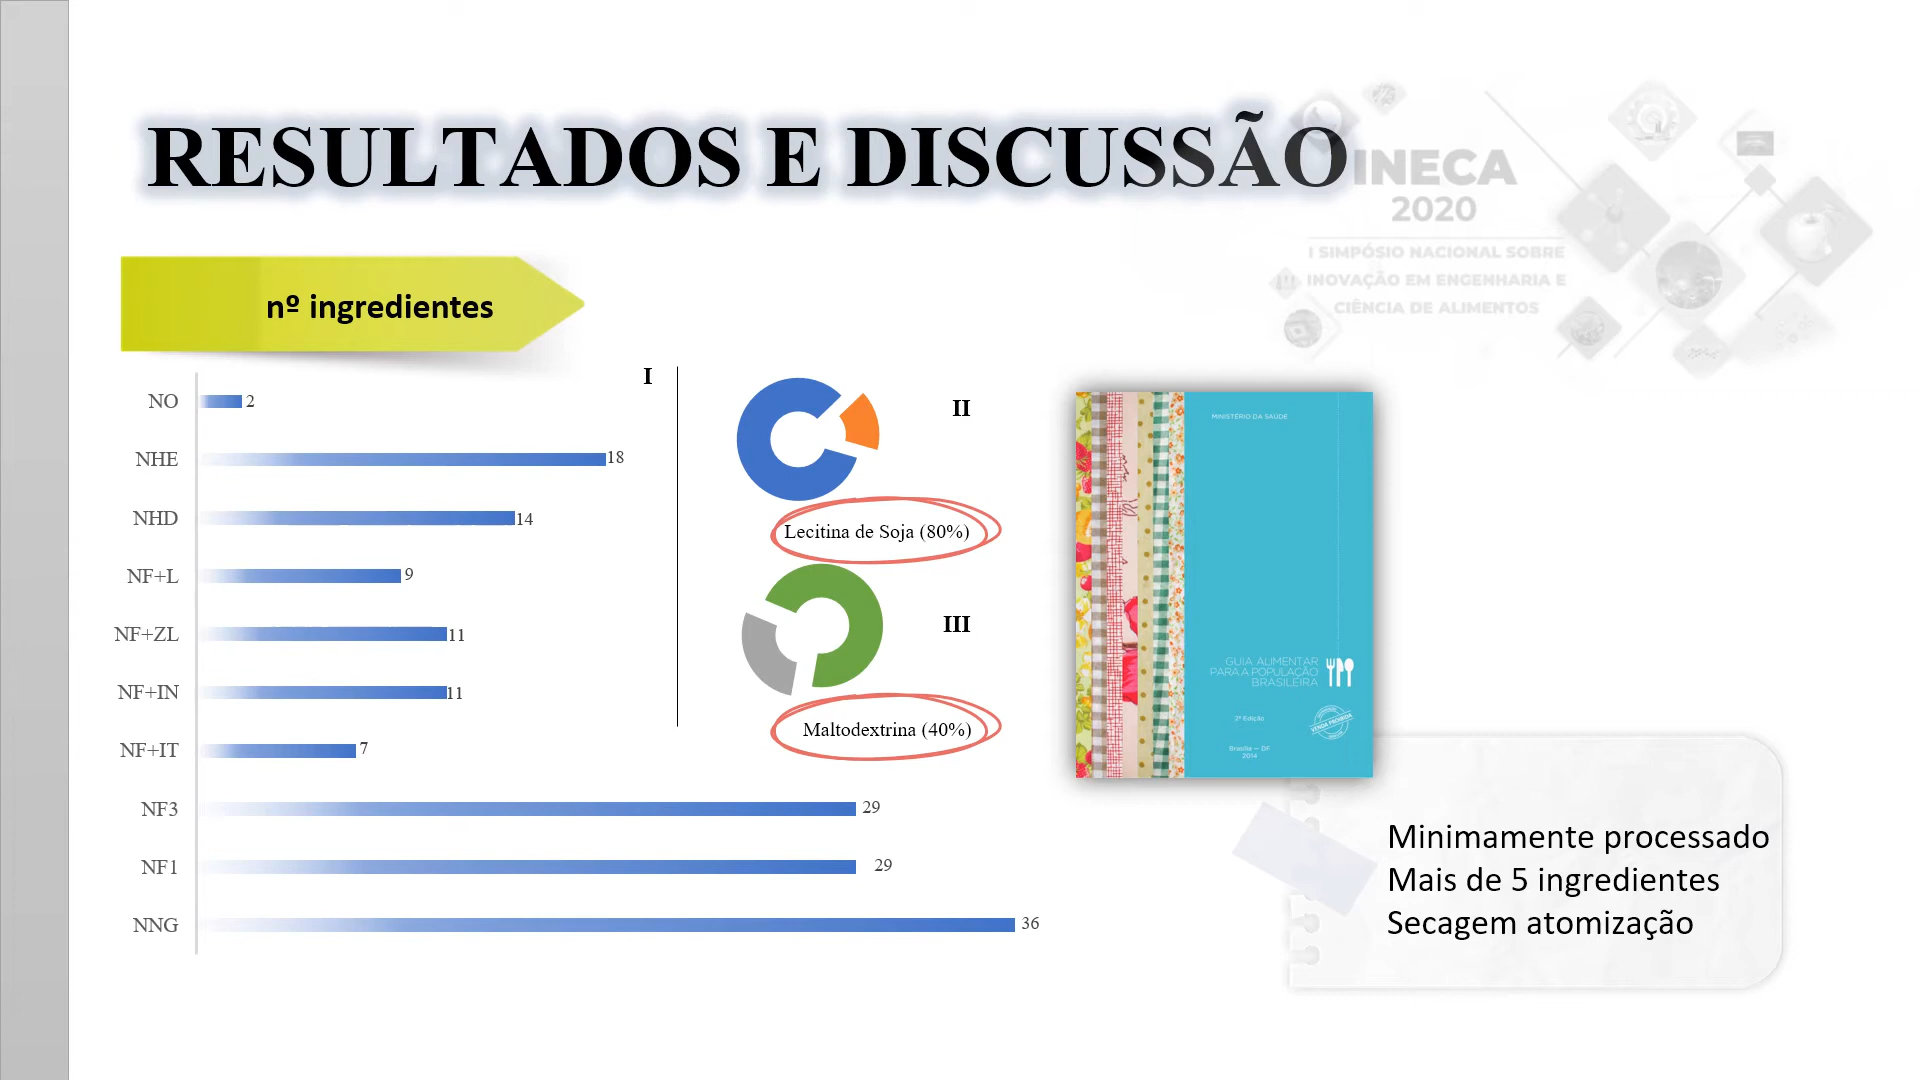 RESULTADOS E DISCUSSÃO
INECA
2020
I SIMPÓSIO NACIONAL SOBRE
INOVAÇÃO EM ENGENHARIA E
CIÊNCIA DE ALIMENTOS
nº ingredientes
I
NO 2
NHE 18
NHD 14
NF+L 9
NF+ZL 11
NF+IN 11
NF+IT 7
NF3 29
NF1 29
NNG 36
II
Lecitina de Soja (80%)
III
Maltodextrina (40%)
MINISTÉRIO DA SAÚDE
GUIA ALIMENTAR
PARA A POPULAÇÃO
BRASILEIRA
2ª Edição
VENDA PROIBIDA
Brasília – DF
2014
Minimamente processado
Mais de 5 ingredientes
Secagem atomização